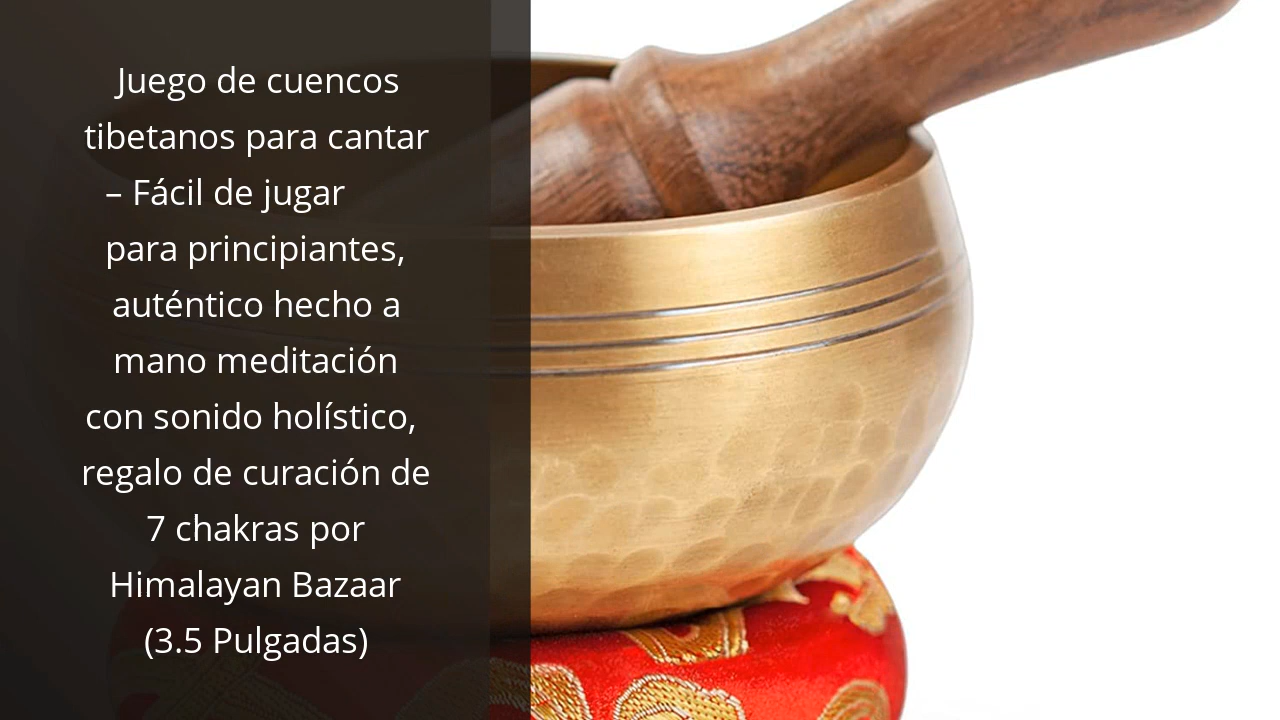 Juego de cuencos
tibetanos para cantar
– Fácil de jugar
para principiantes,
auténtico hecho a
mano meditación
con sonido holístico,
regalo de curación de
7 chakras por
Himalayan Bazaar
(3.5 Pulgadas)